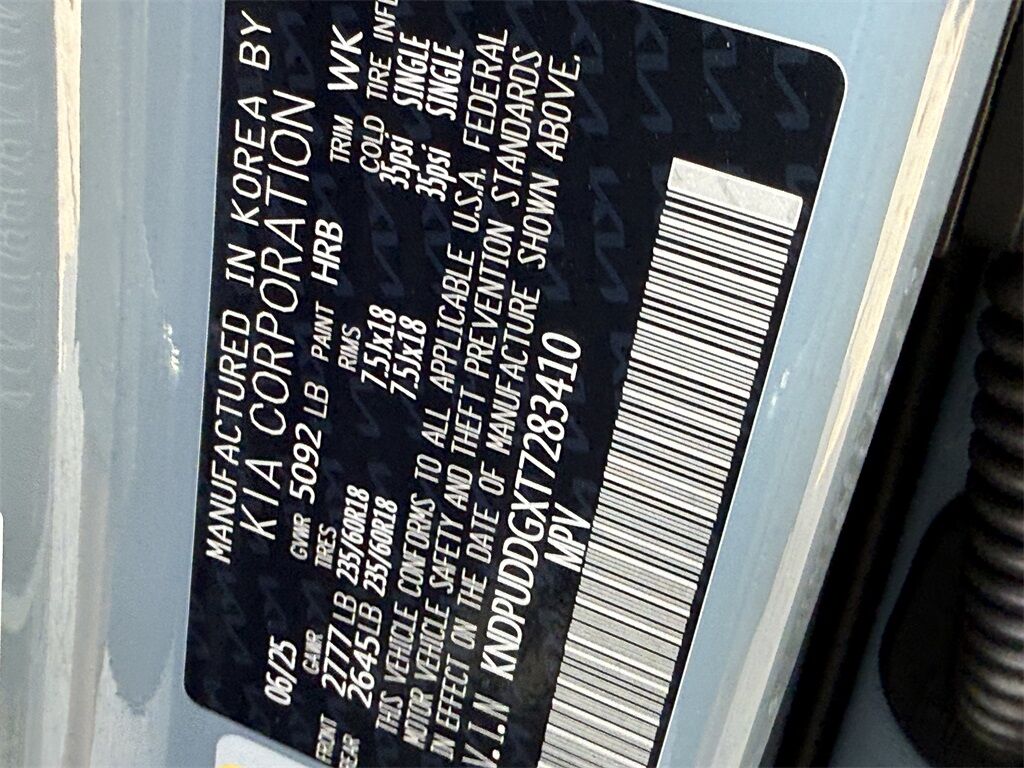 MANUFACTURED IN KOREA BY
KIA CORPORATION
06/25 GVWR 5092 LB PAINT HRB TRIM WK
GAWR TIRES RIMS COLD TIRE INFL
FRONT 2777 LB 235/60R18 7.5Jx18 35psi SINGLE
REAR 2645 LB 235/60R18 7.5Jx18 35psi SINGLE
THIS VEHICLE CONFORMS TO ALL APPLICABLE U.S.A. FEDERAL
MOTOR VEHICLE SAFETY AND THEFT PREVENTION STANDARDS
IN EFFECT ON THE DATE OF MANUFACTURE SHOWN ABOVE.
V.I.N KNDPUDDGXT7283410
MPV